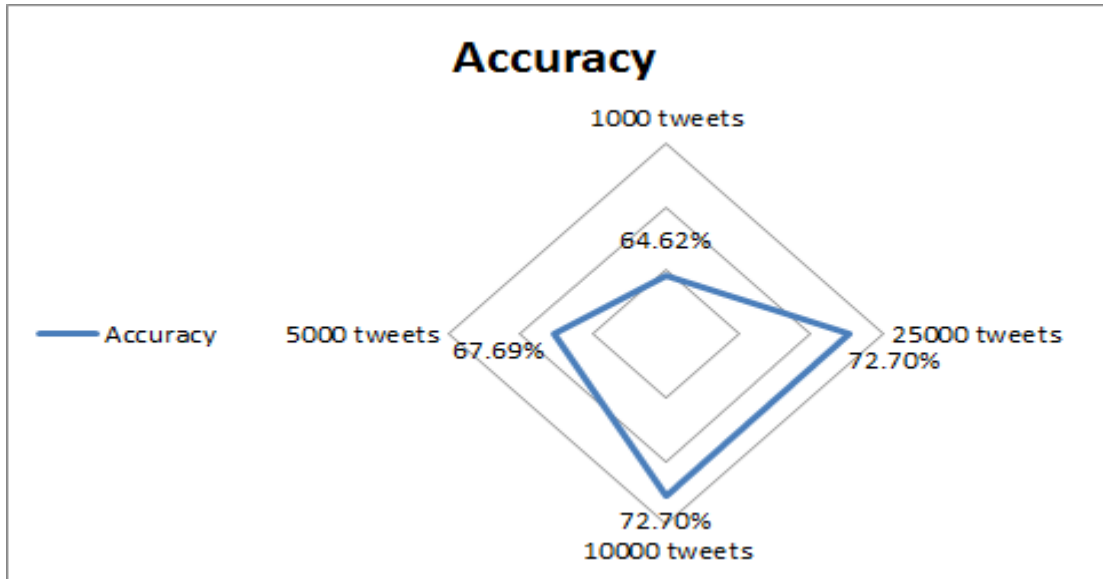 Accuracy
1000 tweets
64.62%
Accuracy
5000 tweets
67.69%
25000 tweets
72.70%
72.70%
10000 tweets